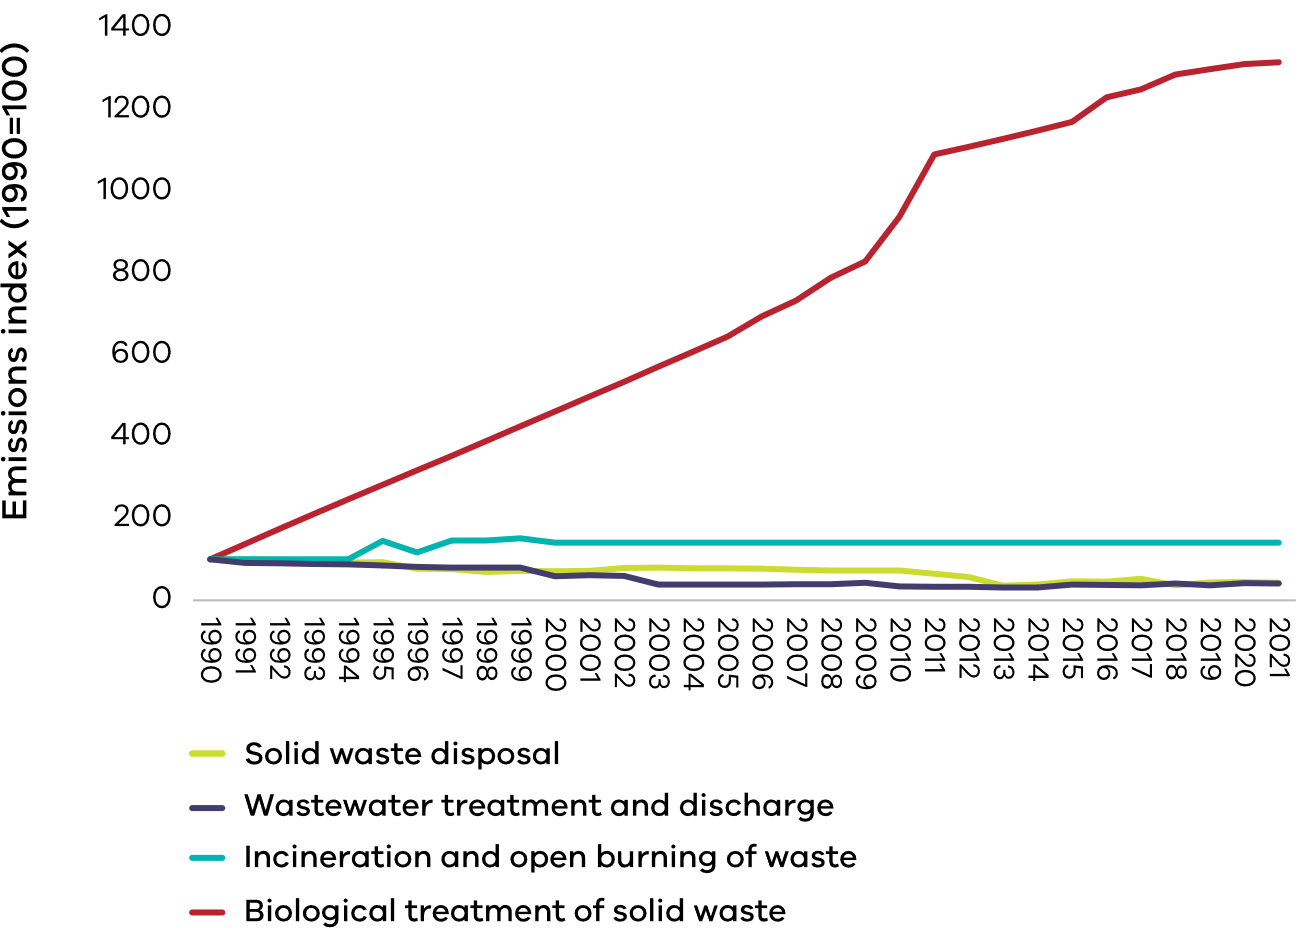 Emissions index (1990=100)
1400
1200
1000
800
600
400
200
0
1990 1991 1992 1993 1994 1995 1996 1997 1998 1999 2000 2001 2002 2003 2004 2005 2006 2007 2008 2009 2010 2011 2012 2013 2014 2015 2016 2017 2018 2019 2020 2021
Solid waste disposal
Wastewater treatment and discharge
Incineration and open burning of waste
Biological treatment of solid waste